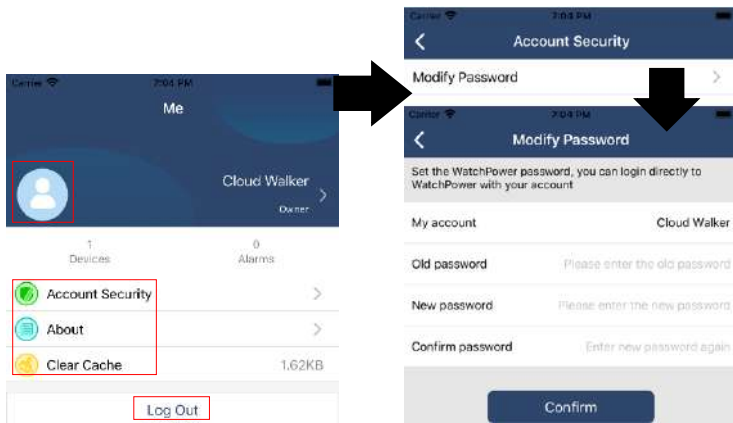 Carrier 7:04 PM
Me
Cloud Walker
Owner
1
Devices
0
Alarms
Account Security
About
Clear Cache 1.62KB
Log Out
Carrier 7:04 PM
Account Security
Modify Password
Carrier 7:04 PM
Modify Password
Set the WatchPower password, you can login directly to
WatchPower with your account
My account Cloud Walker
Old password Please enter the old password
New password Please enter the new password
Confirm password Enter new password again
Confirm